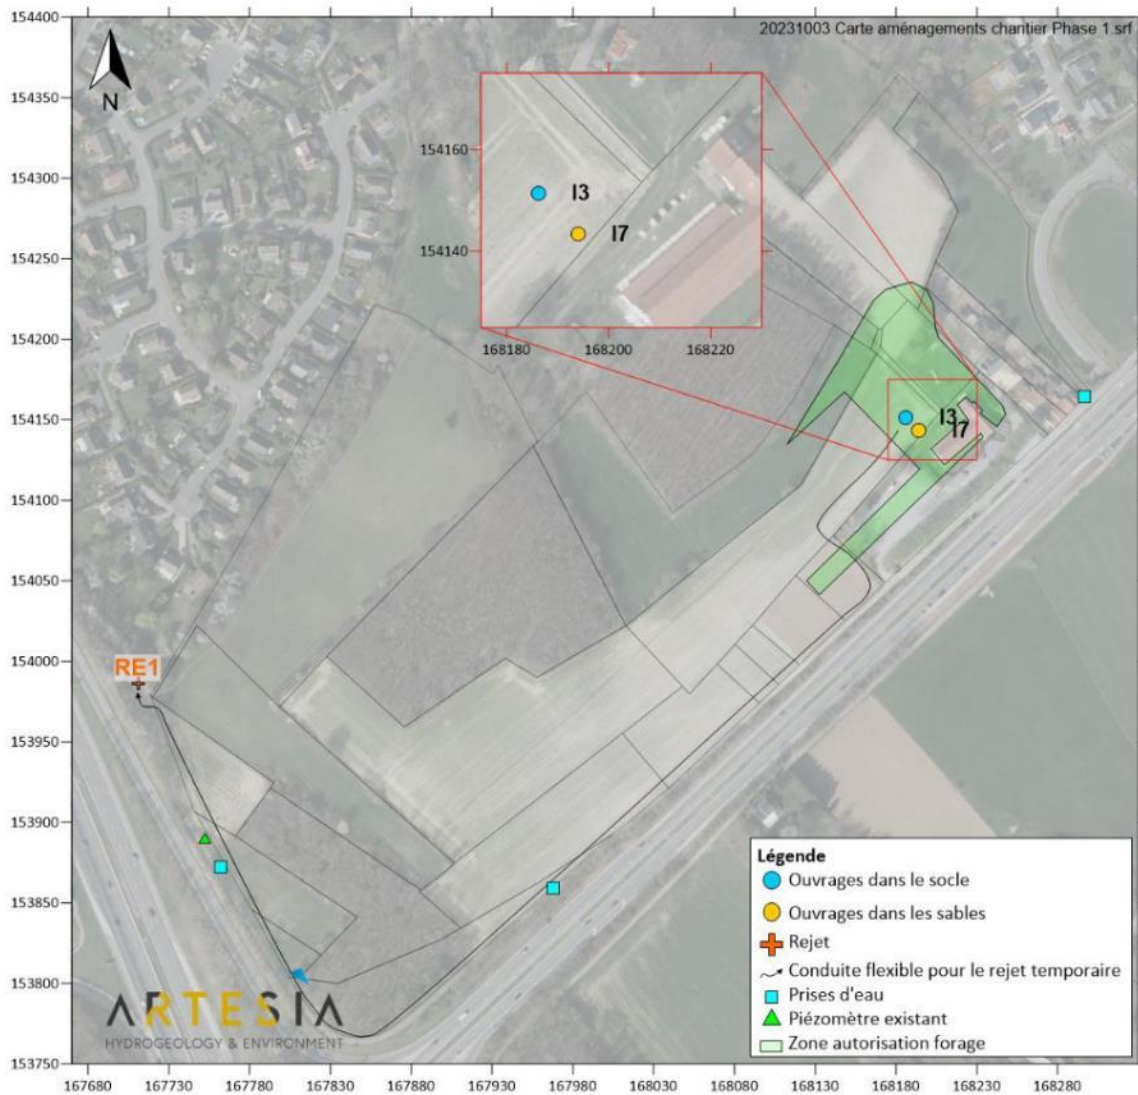 20231003 Carte aménagements chantier Phase 1.srf
154400
154350
154300
154250
154200
154150
154100
154050
154000
153950
153900
153850
153800
153750
N
154160
154140
I3
I7
168180 168200 168220
I3
I7
RE1
Légende
Ouvrages dans le socle
Ouvrages dans les sables
Rejet
Conduite flexible pour le rejet temporaire
Prises d'eau
Piézomètre existant
Zone autorisation forage
ARTESIA
HYDROGEOLOGY & ENVIRONMENT
167680 167730 167780 167830 167880 167930 167980 168030 168080 168130 168180 168230 168280